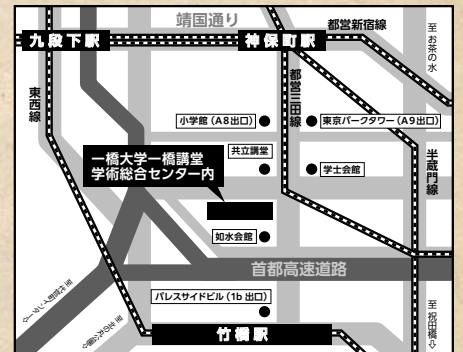 靖国通り
都営新宿線
至お茶の水
九段下駅
神保町駅
東西線
都営三田線
小学館（A8出口）
東京パークタワー（A9出口）
共立講堂
一橋大学一橋講堂
学術総合センター内
学士会館
半蔵門線
如水会館
首都高速道路
パレスサイドビル（1b 出口）
竹橋駅
至 祝田橋